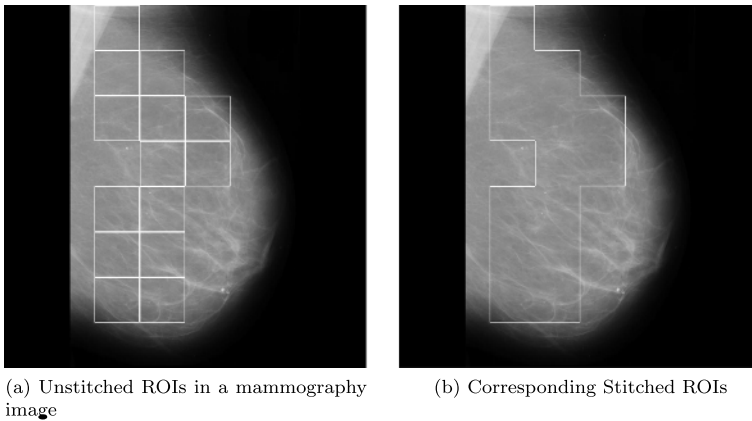 (a) Unstitched ROIs in a mammography
image
(b) Corresponding Stitched ROIs